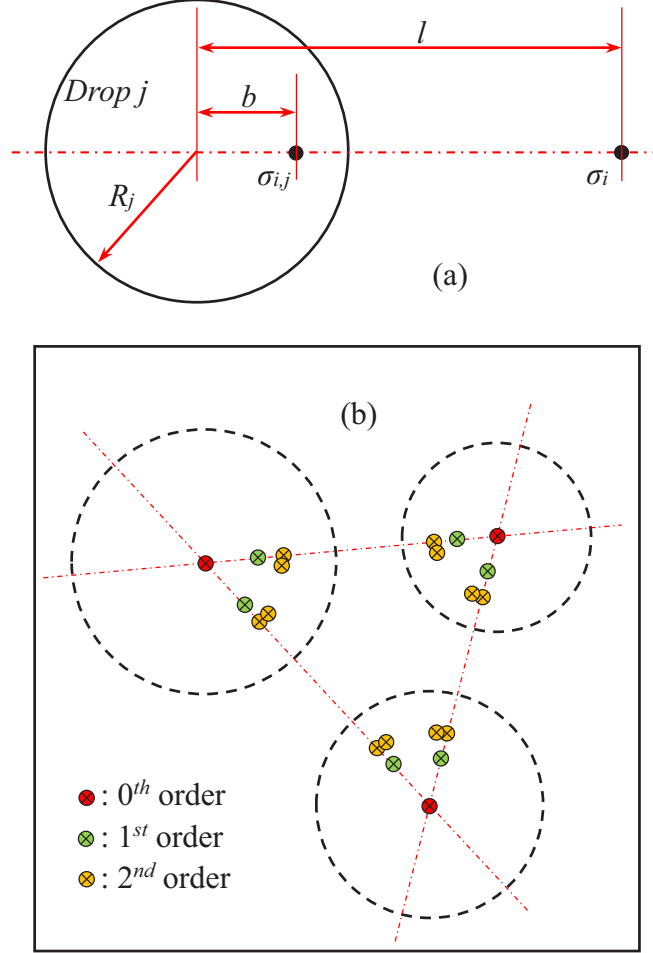 l
Drop j
b
σi,j
σi
Rj
(a)
(b)
: 0th order
: 1st order
: 2nd order